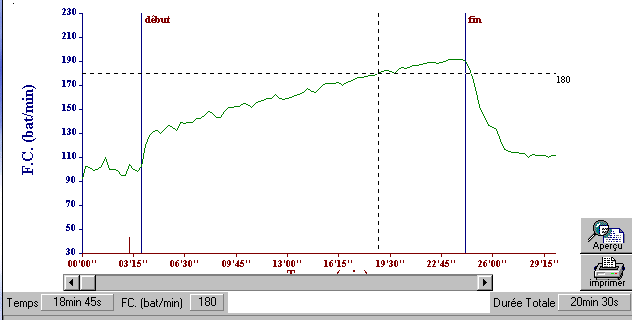 230
210
190
170
150
130
110
90
70
50
30
F.C. (bat/min)
début
fin
180
00'00'' 03'15'' 06'30'' 09'45'' 13'00'' 16'15'' 19'30'' 22'45'' 26'00'' 29'15''
Aperçu
imprimer
Temps 18min 45s FC. (bat/min) 180 Durée Totale 20min 30s